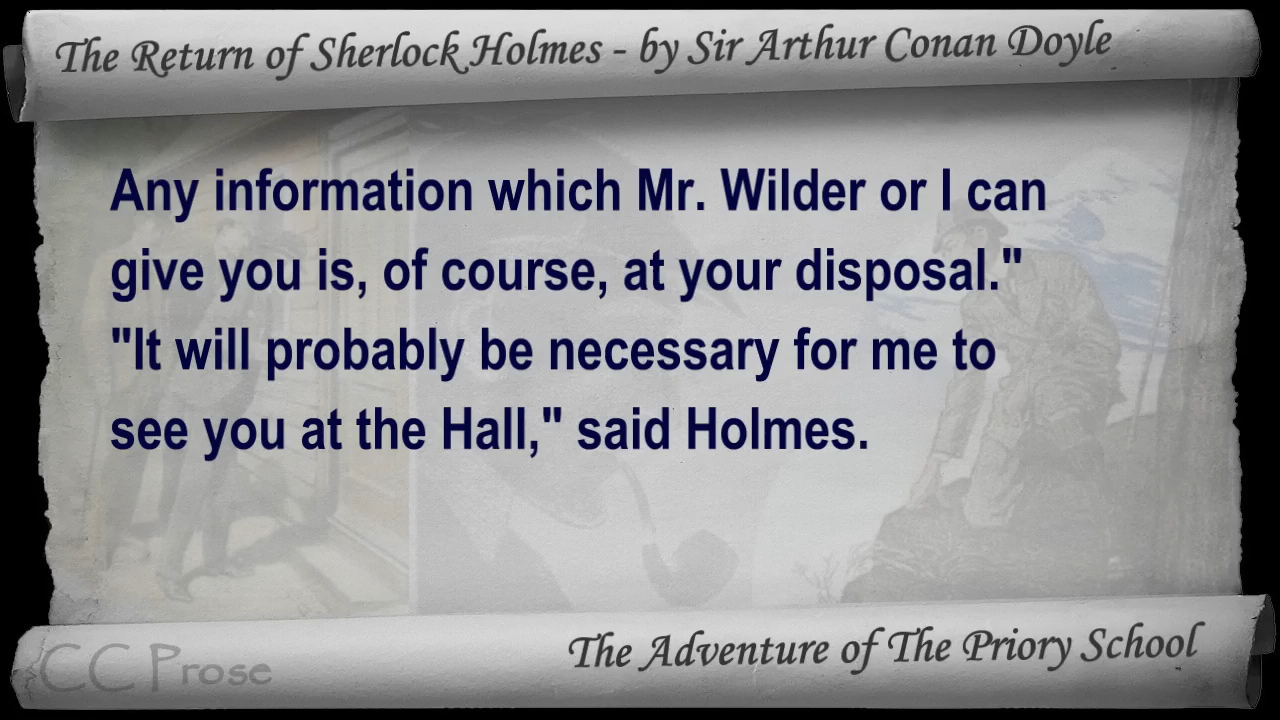 The Return of Sherlock Holmes - by Sir Arthur Conan Doyle
Any information which Mr. Wilder or I can
give you is, of course, at your disposal."
"It will probably be necessary for me to
see you at the Hall," said Holmes.
CC Prose
The Adventure of The Priory School